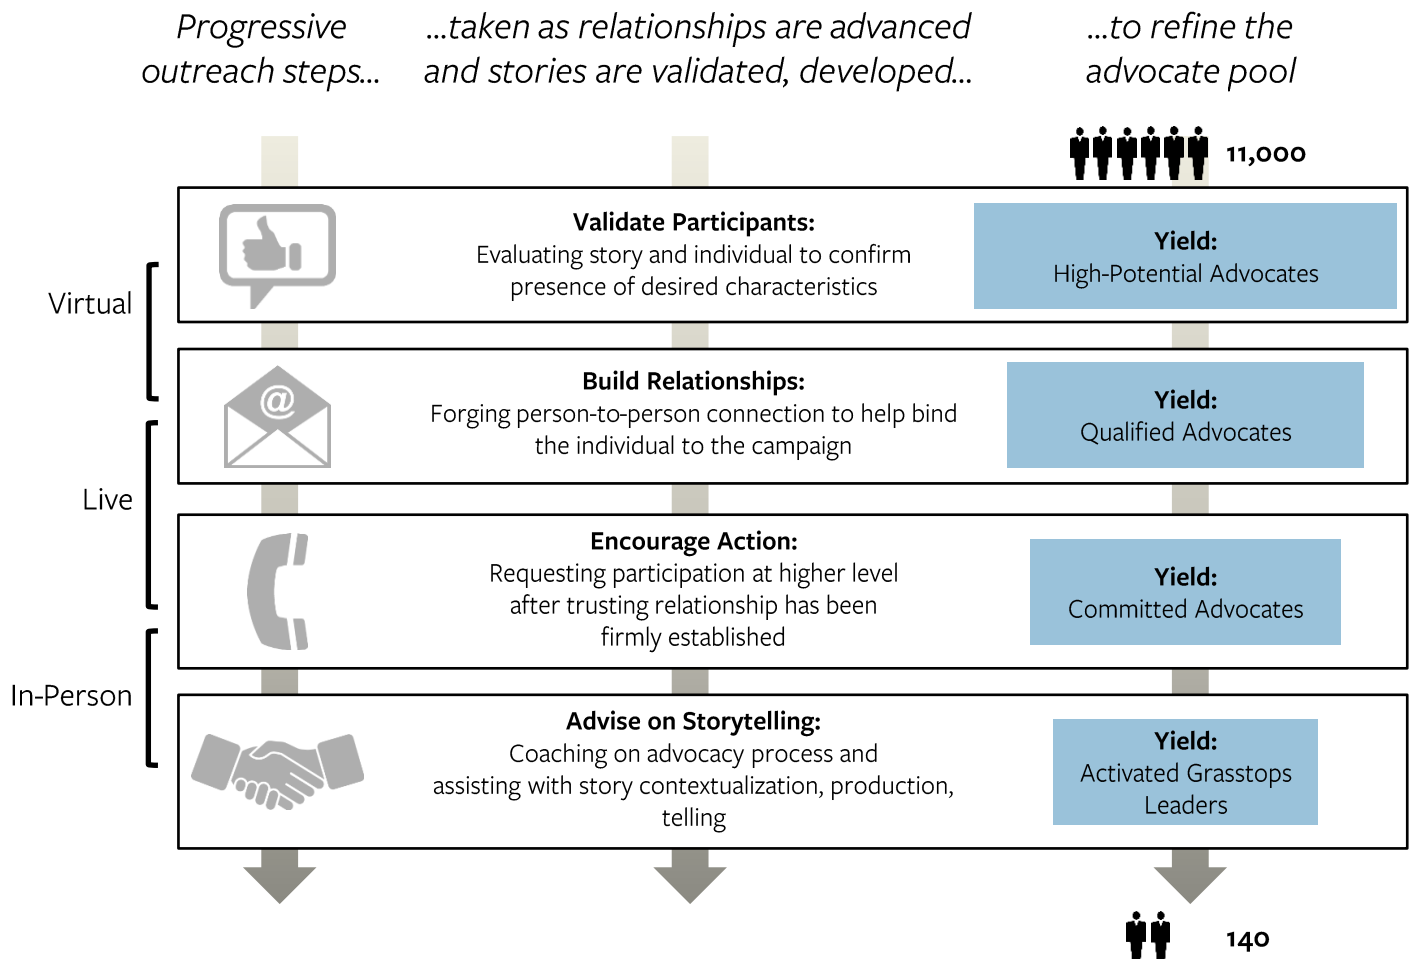 Progressive
outreach steps...
...taken as relationships are advanced
and stories are validated, developed...
...to refine the
advocate pool
11,000
Virtual
Validate Participants:
Evaluating story and individual to confirm
presence of desired characteristics
Yield:
High-Potential Advocates
@
Build Relationships:
Forging person-to-person connection to help bind
the individual to the campaign
Yield:
Qualified Advocates
Live
Encourage Action:
Requesting participation at higher level
after trusting relationship has been
firmly established
Yield:
Committed Advocates
In-Person
Advise on Storytelling:
Coaching on advocacy process and
assisting with story contextualization, production,
telling
Yield:
Activated Grasstops
Leaders
140